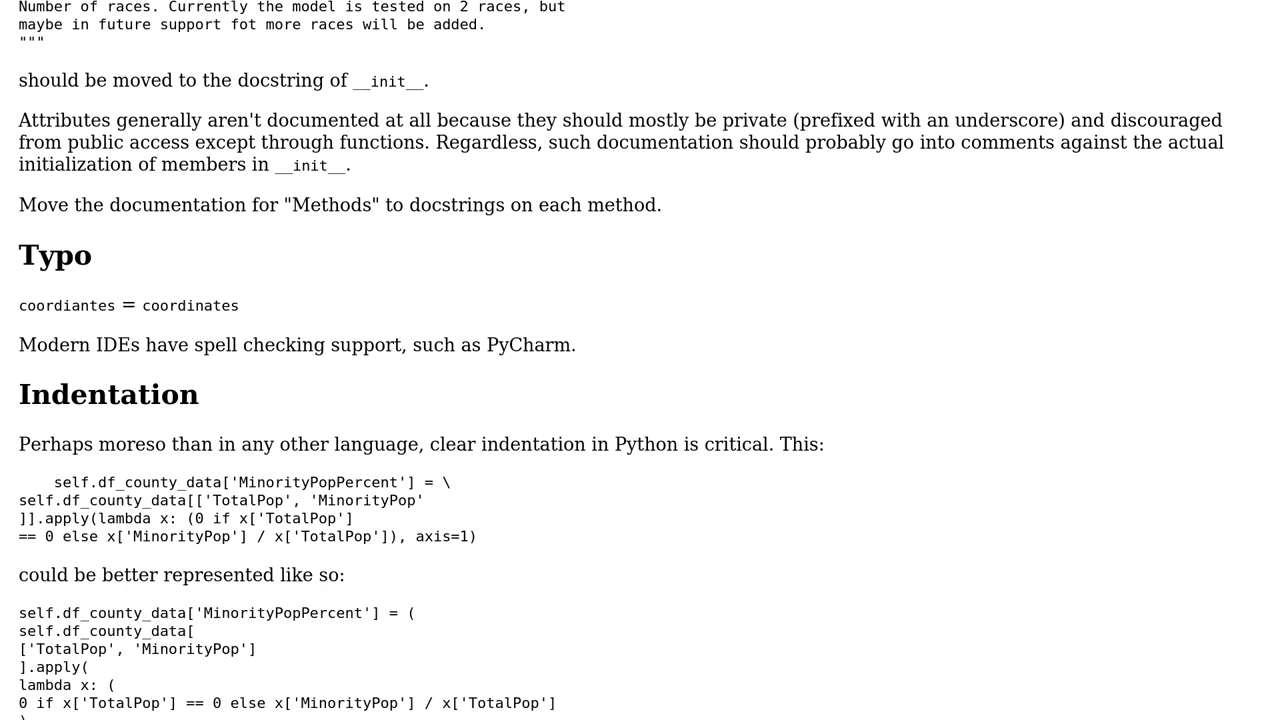 Number of races. Currently the model is tested on 2 races, but
maybe in future support fot more races will be added.
"""
should be moved to the docstring of __init__.
Attributes generally aren't documented at all because they should mostly be private (prefixed with an underscore) and discouraged
from public access except through functions. Regardless, such documentation should probably go into comments against the actual
initialization of members in __init__.
Move the documentation for "Methods" to docstrings on each method.
Typo
coordiantes = coordinates
Modern IDEs have spell checking support, such as PyCharm.
Indentation
Perhaps moreso than in any other language, clear indentation in Python is critical. This:
    self.df_county_data['MinorityPopPercent'] = \
self.df_county_data[['TotalPop', 'MinorityPop'
]].apply(lambda x: (0 if x['TotalPop']
== 0 else x['MinorityPop'] / x['TotalPop']), axis=1)
could be better represented like so:
self.df_county_data['MinorityPopPercent'] = (
self.df_county_data[
['TotalPop', 'MinorityPop']
].apply(
lambda x: (
0 if x['TotalPop'] == 0 else x['MinorityPop'] / x['TotalPop']